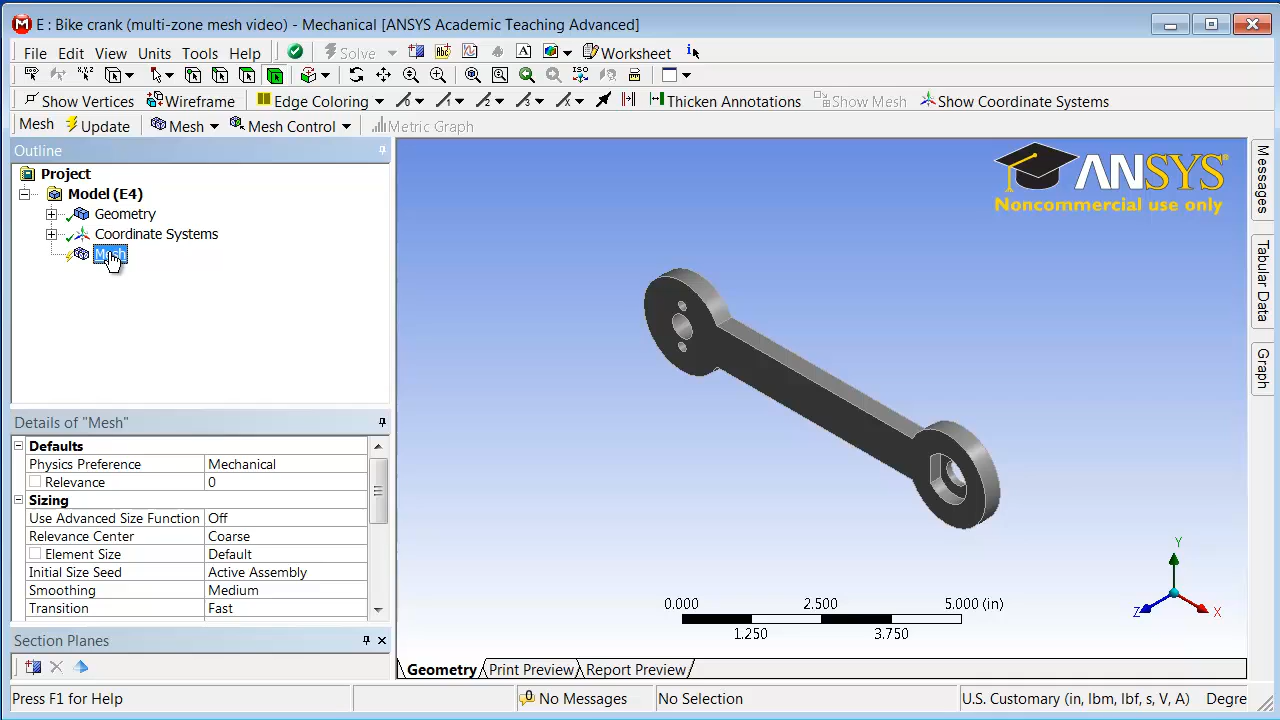 E : Bike crank (multi-zone mesh video) - Mechanical [ANSYS Academic Teaching Advanced]
File Edit View Units Tools Help Solve Worksheet
Show Vertices Wireframe Edge Coloring Thicken Annotations Show Mesh Show Coordinate Systems
Mesh Update Mesh Mesh Control Metric Graph
Outline
Project
Model (E4)
Geometry
Coordinate Systems
Mesh
Details of "Mesh"
Defaults
Physics Preference Mechanical
Relevance 0
Sizing
Use Advanced Size Function Off
Relevance Center Coarse
Element Size Default
Initial Size Seed Active Assembly
Smoothing Medium
Transition Fast
Section Planes
ANSYS
Noncommercial use only
Y
Z
X
0.000 2.500 5.000 (in)
1.250 3.750
Geometry Print Preview Report Preview
Messages
Tabular Data
Graph
Press F1 for Help 0 No Messages No Selection U.S. Customary (in, lbm, lbf, s, V, A) Degre